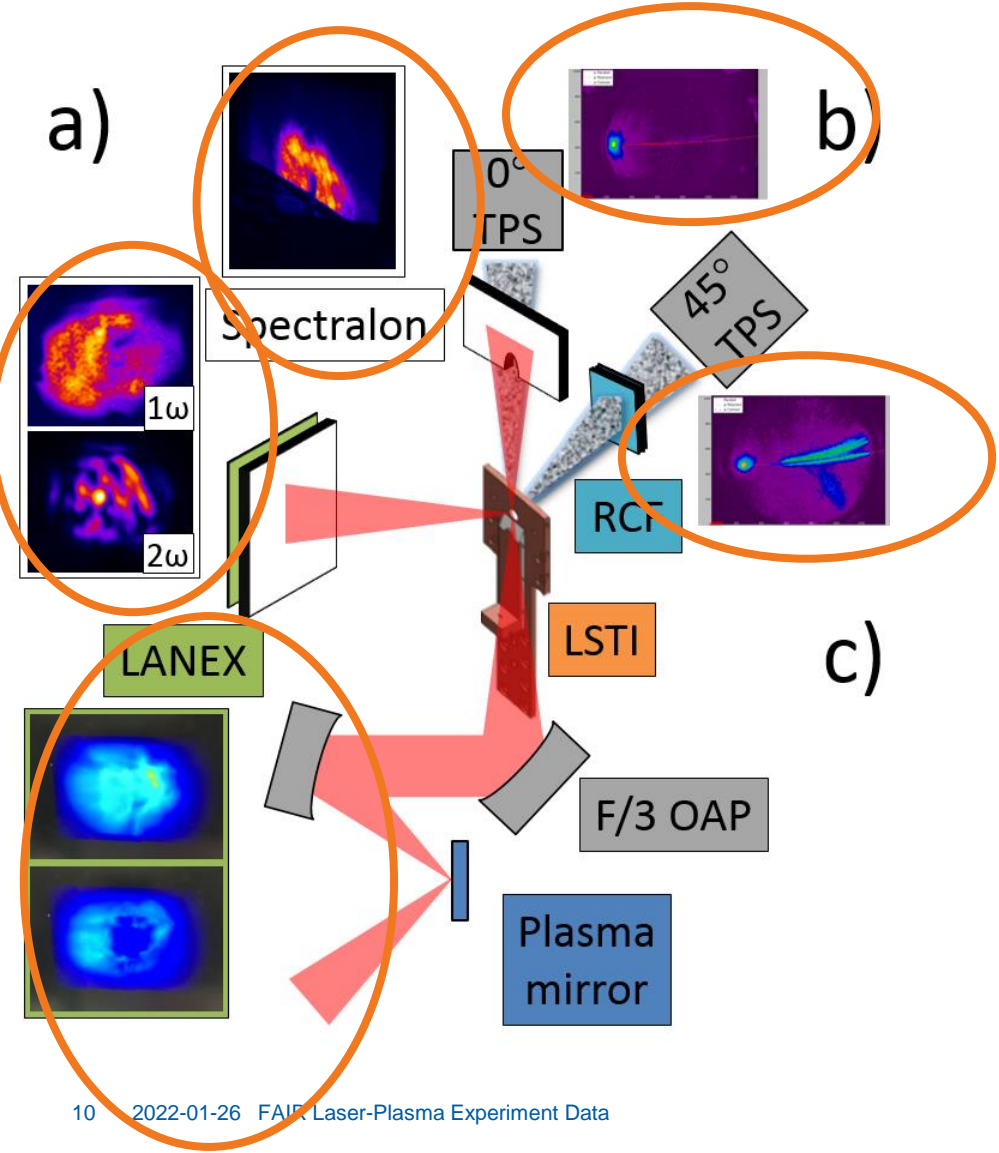 a)
b)
0°
TPS
45°
TPS
Spectralon
1ω
2ω
RCF
LANEX
LSTI
c)
F/3 OAP
Plasma
mirror
10 2022-01-26 FAIR Laser-Plasma Experiment Data